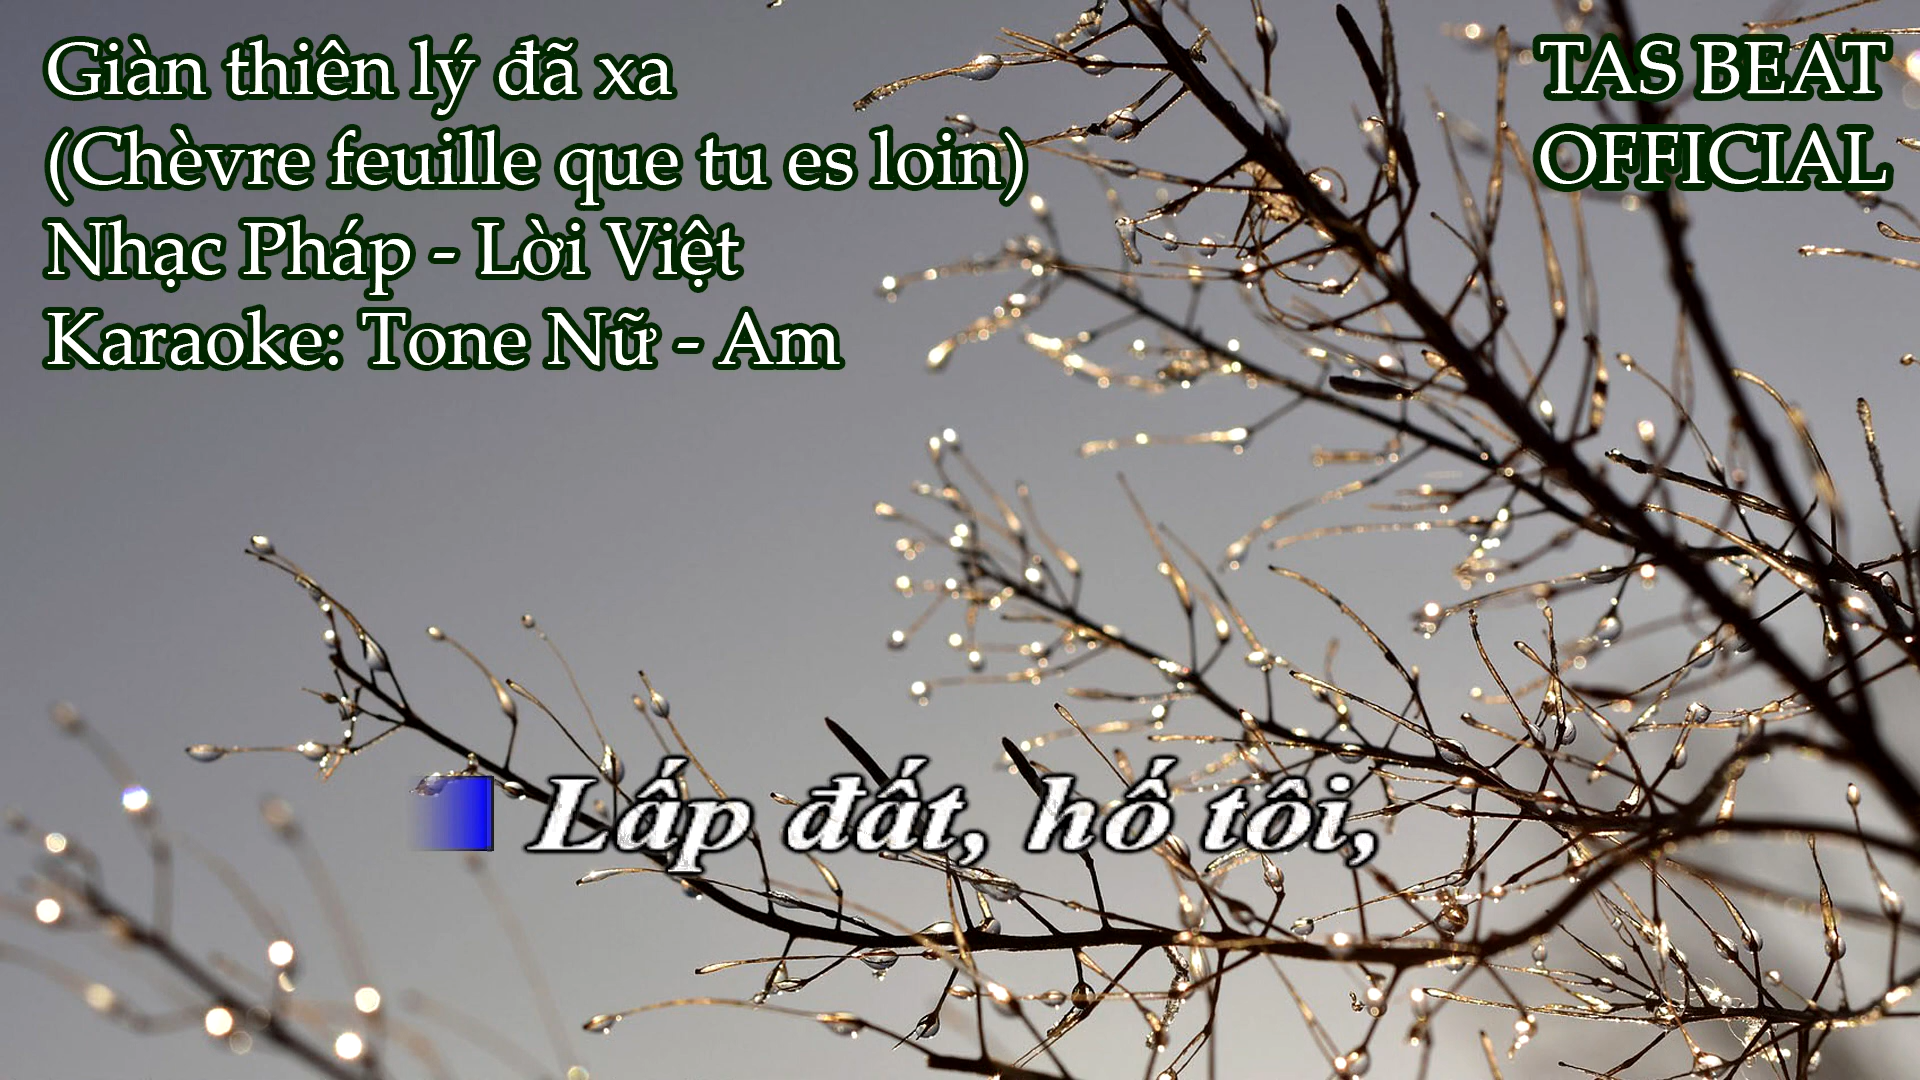 Giàn thiên lý đã xa
(Chèvre feuille que tu es loin)
Nhạc Pháp - Lời Việt
Karaoke: Tone Nữ - Am
TAS BEAT
OFFICIAL
Lấp đất, hố tôi,